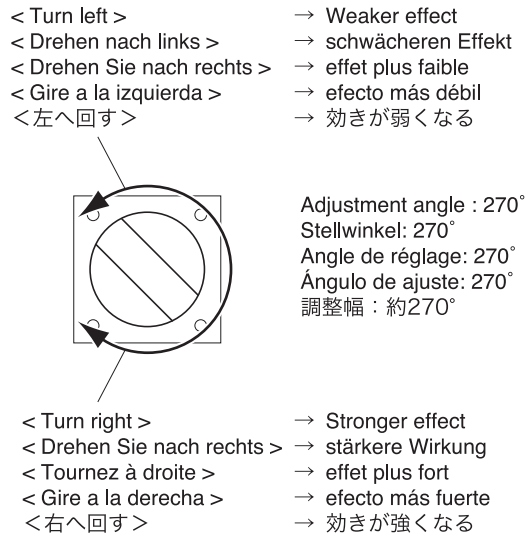 < Turn left > → Weaker effect
< Drehen nach links > → schwächeren Effekt
< Drehen Sie nach rechts > → effet plus faible
< Gire a la izquierda > → efecto más débil
＜左へ回す＞ → 効きが弱くなる
Adjustment angle : 270°
Stellwinkel: 270°
Angle de réglage: 270°
Ángulo de ajuste: 270°
調整幅：約270°
< Turn right > → Stronger effect
< Drehen Sie nach rechts > → stärkere Wirkung
< Tournez à droite > → effet plus fort
< Gire a la derecha > → efecto más fuerte
＜右へ回す＞ → 効きが強くなる